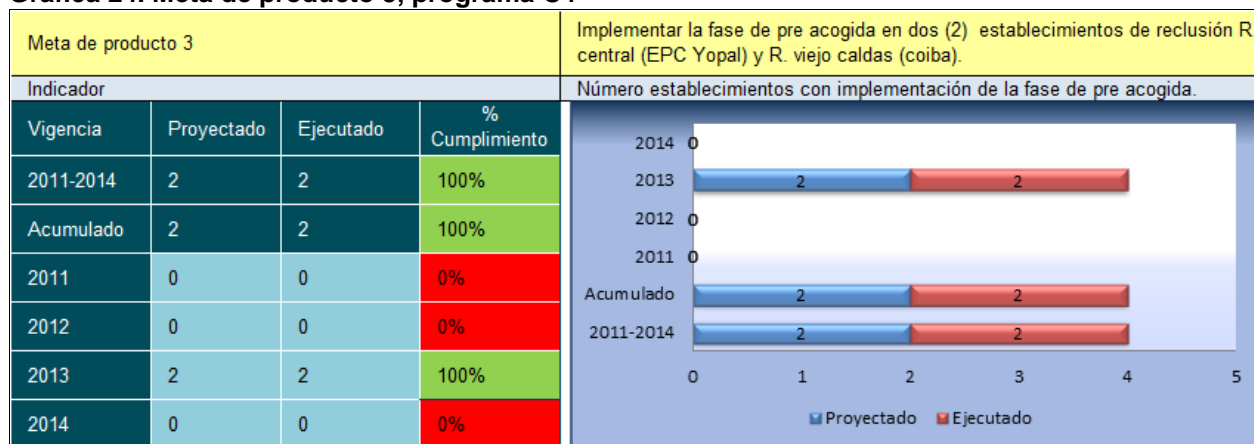 Meta de producto 3
Implementar la fase de pre acogida en dos (2) establecimientos de reclusión R.
central (EPC Yopal) y R. viejo caldas (coiba).
Indicador
Número establecimientos con implementación de la fase de pre acogida.
Vigencia Proyectado Ejecutado % Cumplimiento
2011-2014 2 2 100%
Acumulado 2 2 100%
2011 0 0 0%
2012 0 0 0%
2013 2 2 100%
2014 0 0 0%
2014 0
2013 2 2
2012 0
2011 0
Acumulado 2 2
2011-2014 2 2
0 1 2 3 4 5
Proyectado Ejecutado